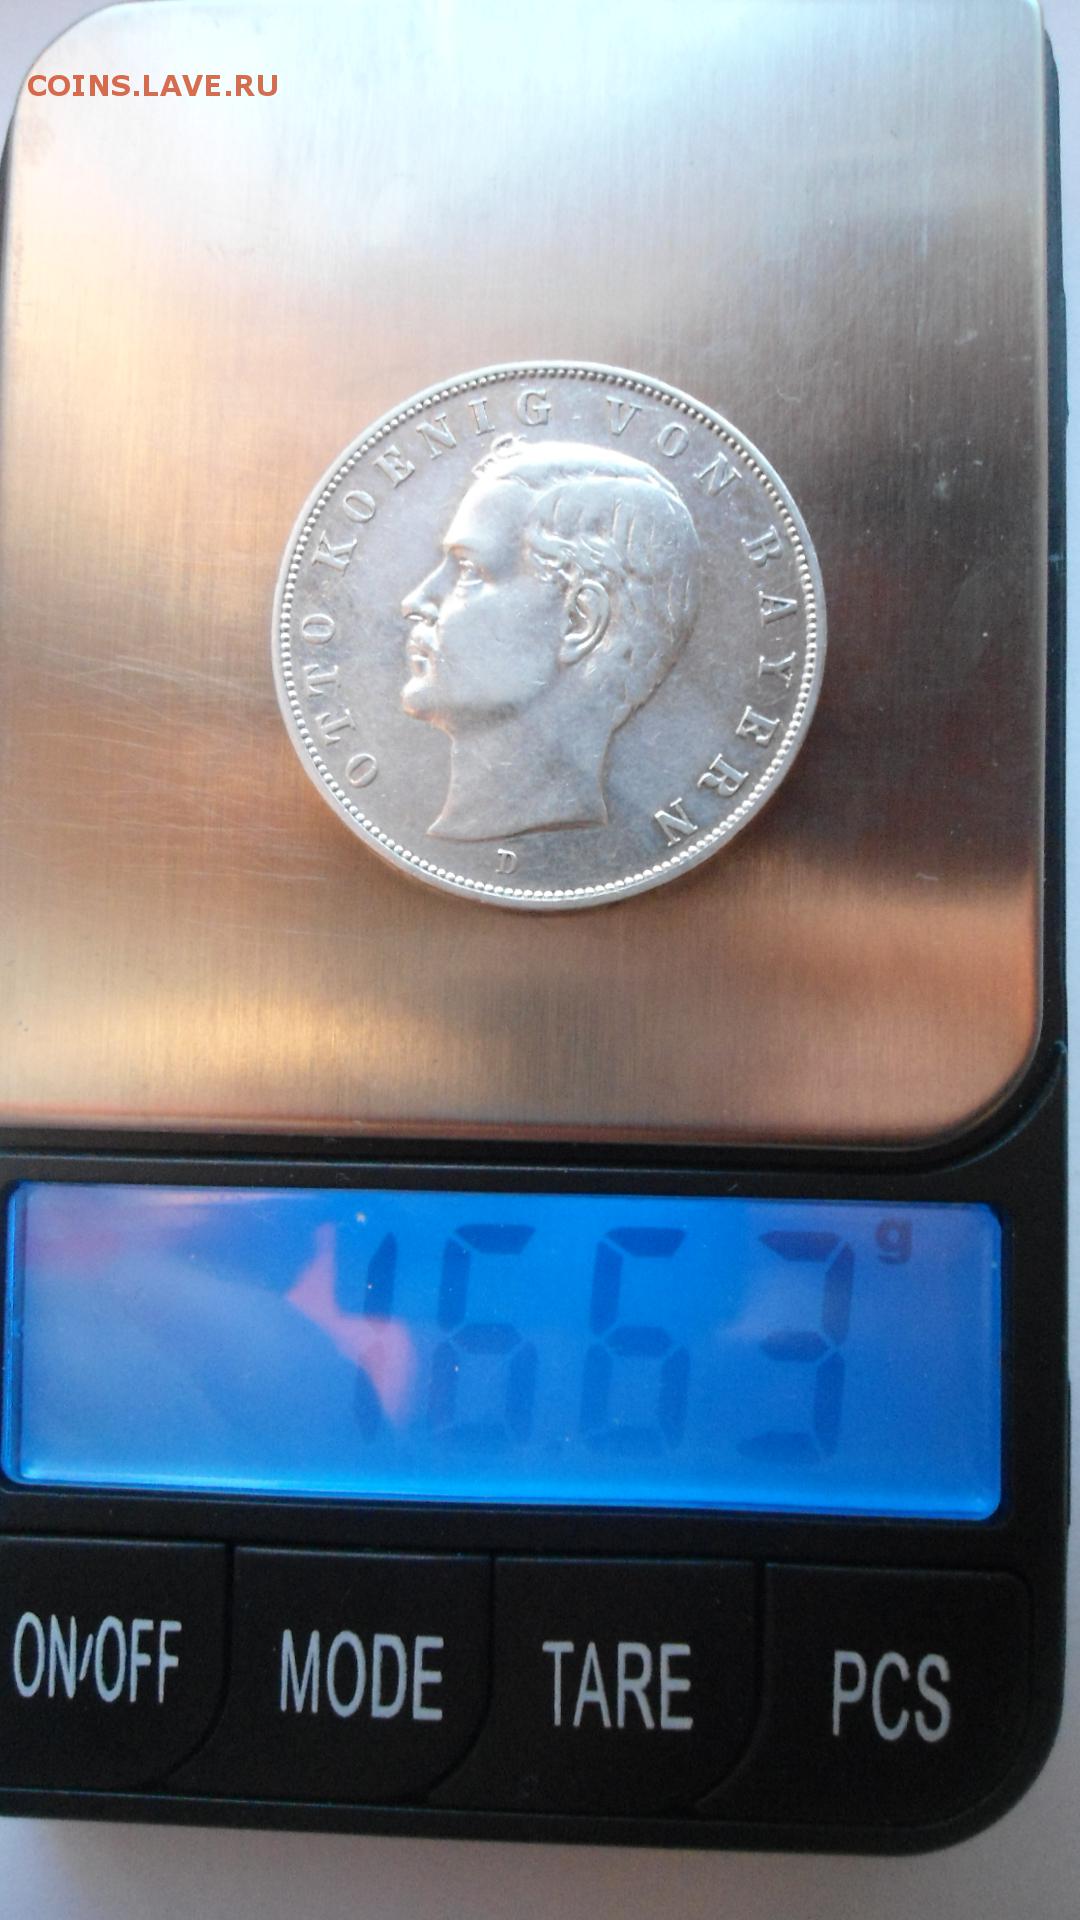 COINS.LAVE.RU
OTTO KOENIG VON BAYERN
D
16.63 g
ON/OFF MODE TARE PCS